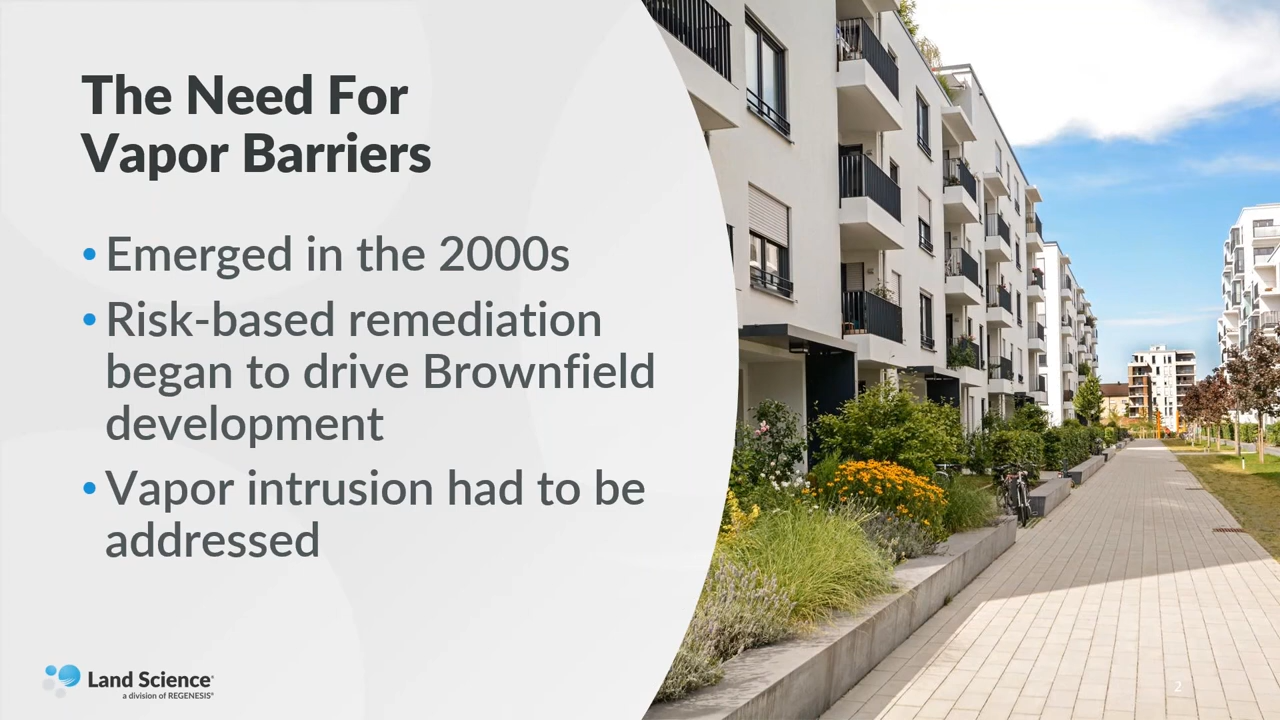 The Need For
Vapor Barriers
• Emerged in the 2000s
• Risk-based remediation
began to drive Brownfield
development
• Vapor intrusion had to be
addressed
Land Science®
a division of REGENESIS®
2